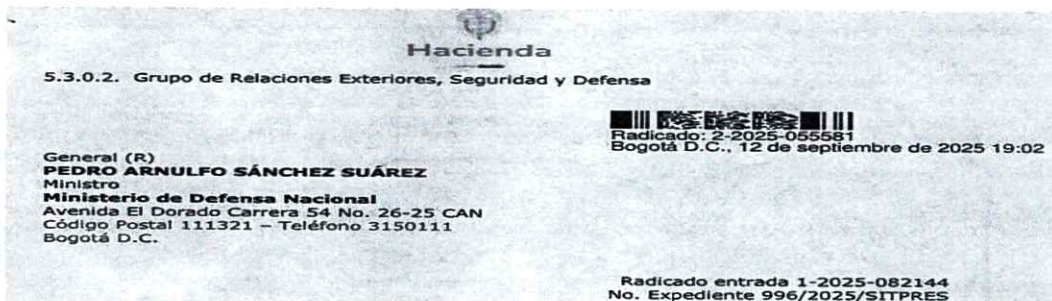 Hacienda
5.3.0.2. Grupo de Relaciones Exteriores, Seguridad y Defensa
Radicado: 2-2025-055581
Bogotá D.C., 12 de septiembre de 2025 19:02
General (R)
PEDRO ARNULFO SÁNCHEZ SUÁREZ
Ministro
Ministerio de Defensa Nacional
Avenida El Dorado Carrera 54 No. 26-25 CAN
Código Postal 111321 – Teléfono 3150111
Bogotá D.C.
Radicado entrada 1-2025-082144
No. Expediente 996/2025/SITPRES